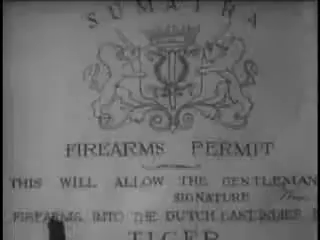 SUMATRA
FIREARMS PERMIT
THIS WILL ALLOW THE GENTLEMAN
SIGNATURE
FIREARMS INTO THE DUTCH EAST INDIES
TIGER